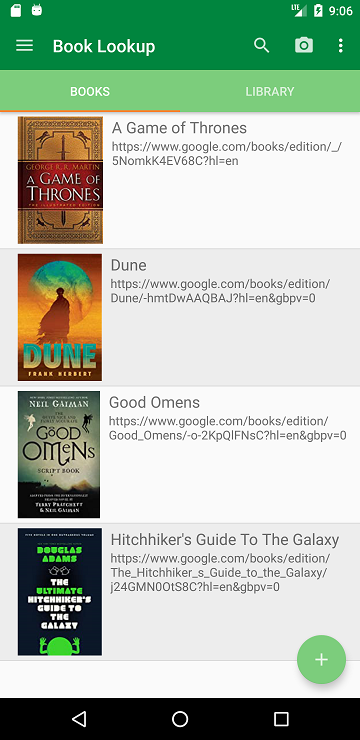 LTE 9:06
Book Lookup
BOOKS LIBRARY
A Game of Thrones
https://www.google.com/books/edition/_/
5NomkK4EV68C?hl=en
GEORGE R.R. MARTIN
A GAME OF
THRONES
THE ILLUSTRATED EDITION
Dune
https://www.google.com/books/edition/
Dune/-hmtDwAAQBAJ?hl=en&gbpv=0
DUNE
FRANK HERBERT
Good Omens
https://www.google.com/books/edition/
Good_Omens/-o-2KpQlFNsC?hl=en&gbpv=0
NEIL GAIMAN
GOOD
OMENS
SCRIPT BOOK
TERRY PRATCHETT
& NEIL GAIMAN
Hitchhiker's Guide To The Galaxy
https://www.google.com/books/edition/
The_Hitchhiker_s_Guide_to_the_Galaxy/
j24GMN0OtS8C?hl=en&gbpv=0
DOUGLAS
ADAMS
THE
ULTIMATE
HITCHHIKER'S
GUIDE TO
THE
GALAXY